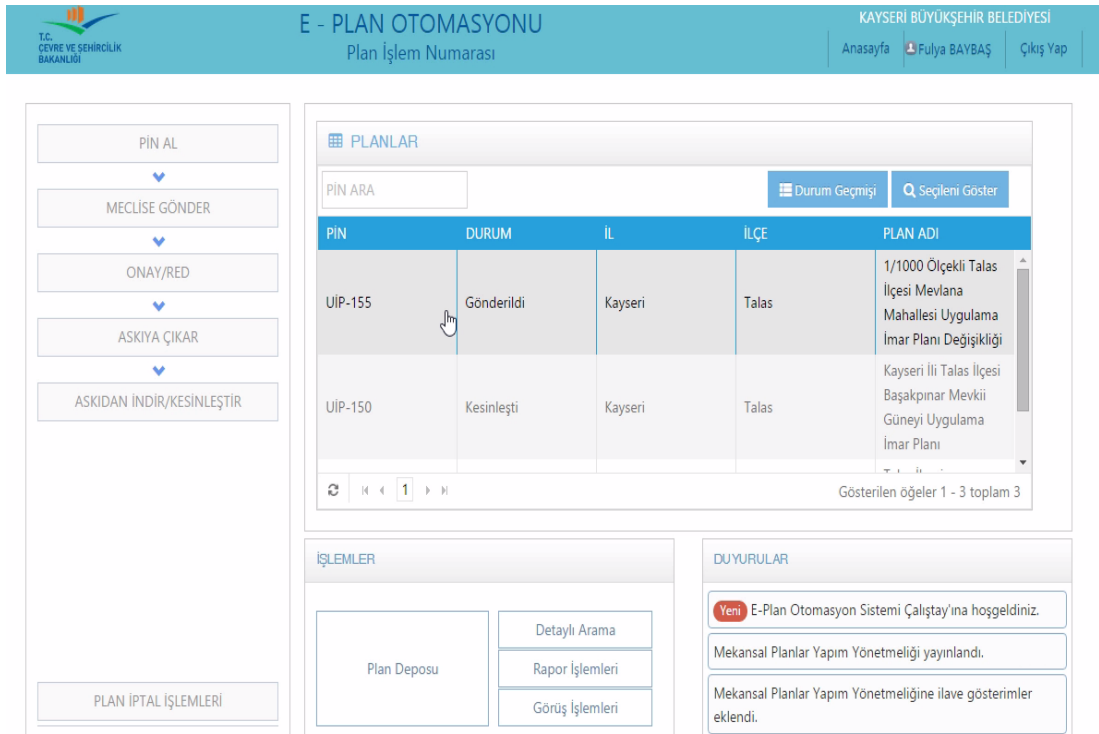 T.C.
ÇEVRE VE ŞEHİRCİLİK
BAKANLIĞI
E - PLAN OTOMASYONU
Plan İşlem Numarası
KAYSERİ BÜYÜKŞEHİR BELEDİYESİ
Anasayfa
Fulya BAYBAŞ
Çıkış Yap
PİN AL
MECLİSE GÖNDER
ONAY/RED
ASKIYA ÇIKAR
ASKIDAN İNDİR/KESİNLEŞTİR
PLAN İPTAL İŞLEMLERİ
PLANLAR
PİN ARA
Durum Geçmişi
Seçileni Göster
PİN DURUM İL İLÇE PLAN ADI
UİP-155 Gönderildi Kayseri Talas
1/1000 Ölçekli Talas
İlçesi Mevlana
Mahallesi Uygulama
İmar Planı Değişikliği
UİP-150 Kesinleşti Kayseri Talas
Kayseri İli Talas İlçesi
Başakpınar Mevkii
Güneyi Uygulama
İmar Planı
1
Gösterilen öğeler 1 - 3 toplam 3
İŞLEMLER
Plan Deposu
Detaylı Arama
Rapor İşlemleri
Görüş İşlemleri
DUYURULAR
Yeni E-Plan Otomasyon Sistemi Çalıştay'ına hoşgeldiniz.
Mekansal Planlar Yapım Yönetmeliği yayınlandı.
Mekansal Planlar Yapım Yönetmeliğine ilave gösterimler
eklendi.